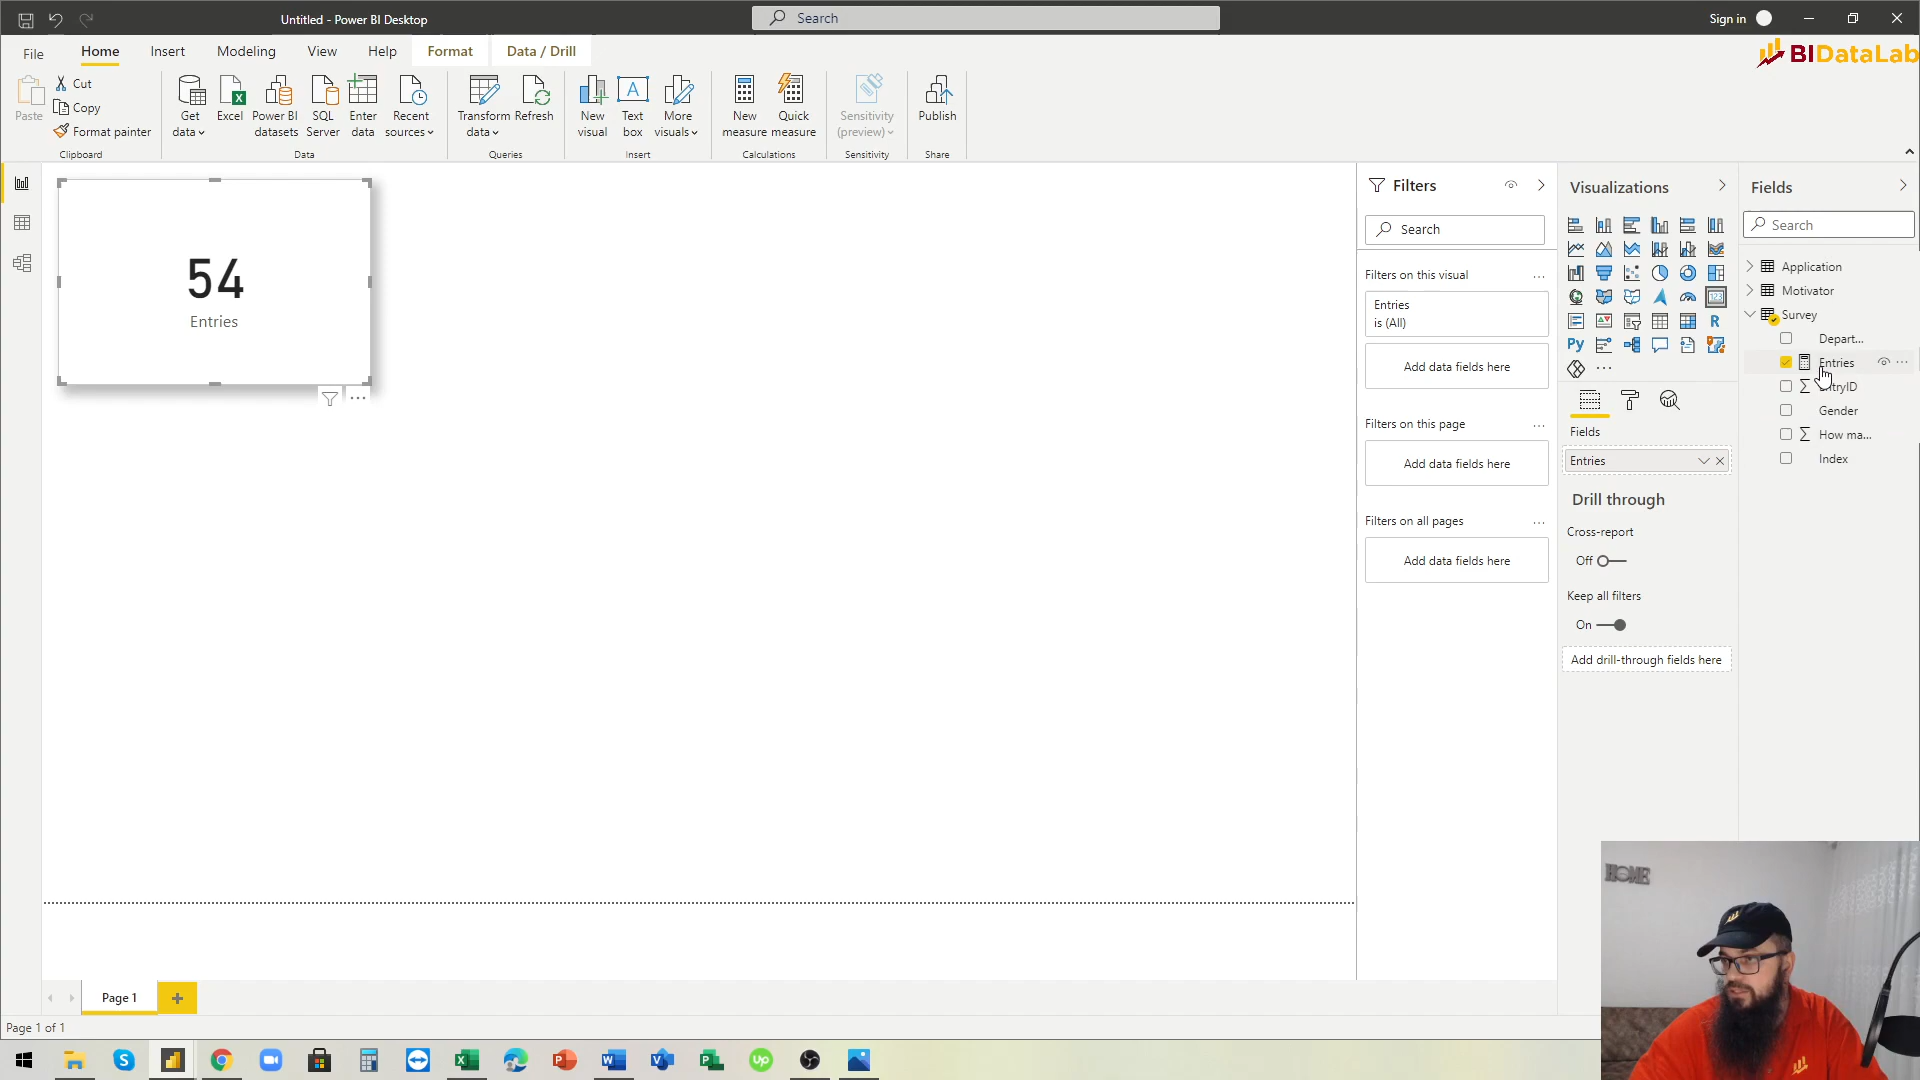 Untitled - Power BI Desktop
Search
Sign in
File
Home
Insert
Modeling
View
Help
Format
Data / Drill
BIDataLab
Paste
Cut
Copy
Format painter
Clipboard
Get data
Excel
Power BI datasets
SQL Server
Enter data
Recent sources
Data
Transform data
Refresh
Queries
New visual
Text box
More visuals
Insert
New measure
Quick measure
Calculations
Sensitivity (preview)
Sensitivity
Publish
Share
54
Entries
Filters
Search
Filters on this visual
Entries
is (All)
Add data fields here
Filters on this page
Add data fields here
Filters on all pages
Add data fields here
Visualizations
R
Py
Fields
Entries
Drill through
Cross-report
Off
Keep all filters
On
Add drill-through fields here
Fields
Search
Application
Motivator
Survey
Depart...
Entries
EntryID
Gender
How ma...
Index
HOME
Page 1
Page 1 of 1